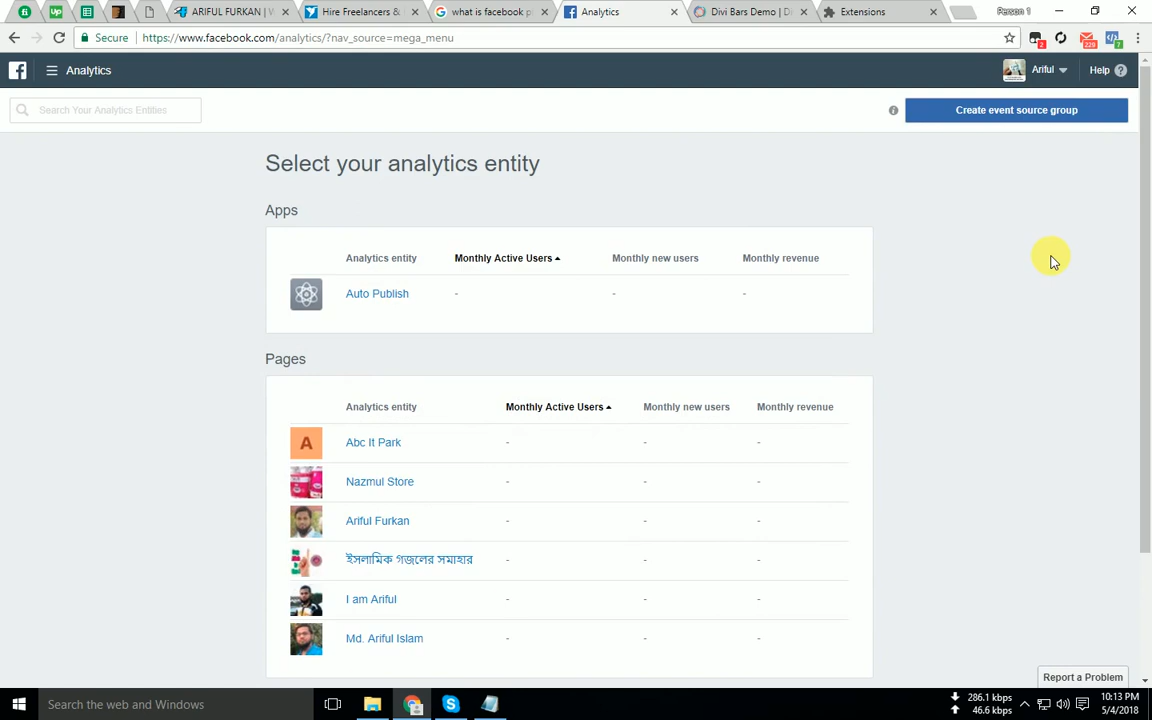 ARIFUL FURKAN | W
Hire Freelancers &
what is facebook p
Analytics
Divi Bars Demo | Di
Extensions
Person 1
Secure
https://www.facebook.com/analytics/?nav_source=mega_menu
2
229
7
Analytics
Ariful
Help
Search Your Analytics Entities
Create event source group
Select your analytics entity
Apps
Analytics entity Monthly Active Users Monthly new users Monthly revenue
Auto Publish - - -
Pages
Analytics entity Monthly Active Users Monthly new users Monthly revenue
A Abc It Park - - -
Nazmul Store - - -
Ariful Furkan - - -
ইসলামিক গজলের সমাহার - - -
I am Ariful - - -
Md. Ariful Islam - - -
Report a Problem
Search the web and Windows
286.1 kbps
46.6 kbps
10:13 PM
5/4/2018